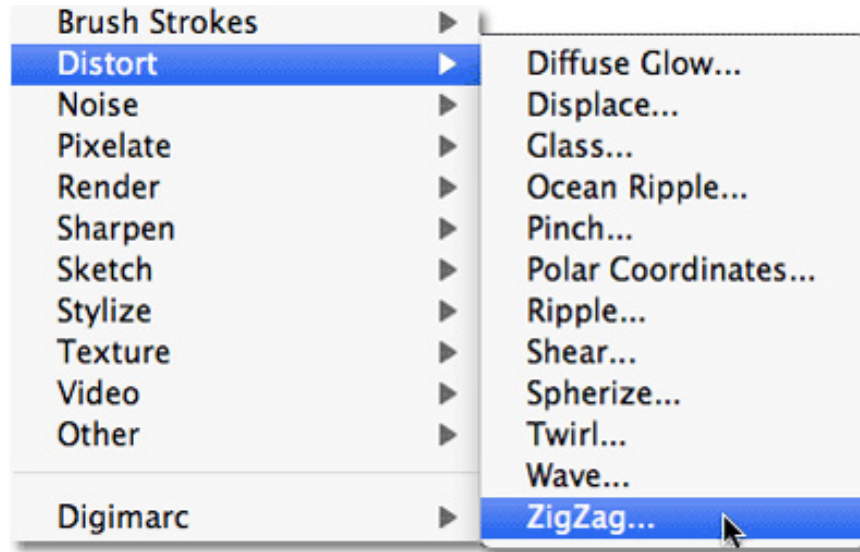 Brush Strokes
Distort
Noise
Pixelate
Render
Sharpen
Sketch
Stylize
Texture
Video
Other
Digimarc
Diffuse Glow...
Displace...
Glass...
Ocean Ripple...
Pinch...
Polar Coordinates...
Ripple...
Shear...
Spherize...
Twirl...
Wave...
ZigZag...